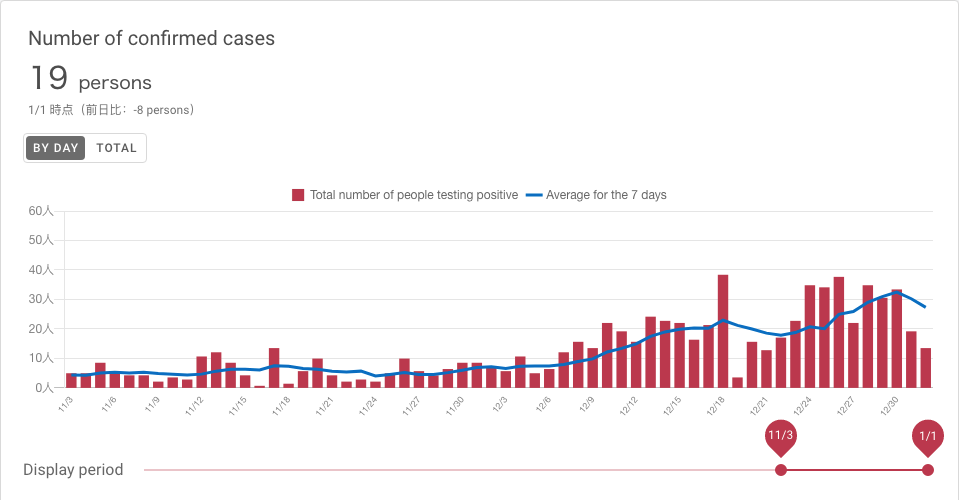 Number of confirmed cases
19 persons
1/1 時点（前日比：-8 persons）
BY DAY TOTAL
Total number of people testing positive Average for the 7 days
60人
50人
40人
30人
20人
10人
0人
11/3 11/6 11/9 11/12 11/15 11/18 11/21 11/24 11/27 11/30 12/3 12/6 12/9 12/12 12/15 12/18 12/21 12/24 12/27 12/30
11/3 1/1
Display period